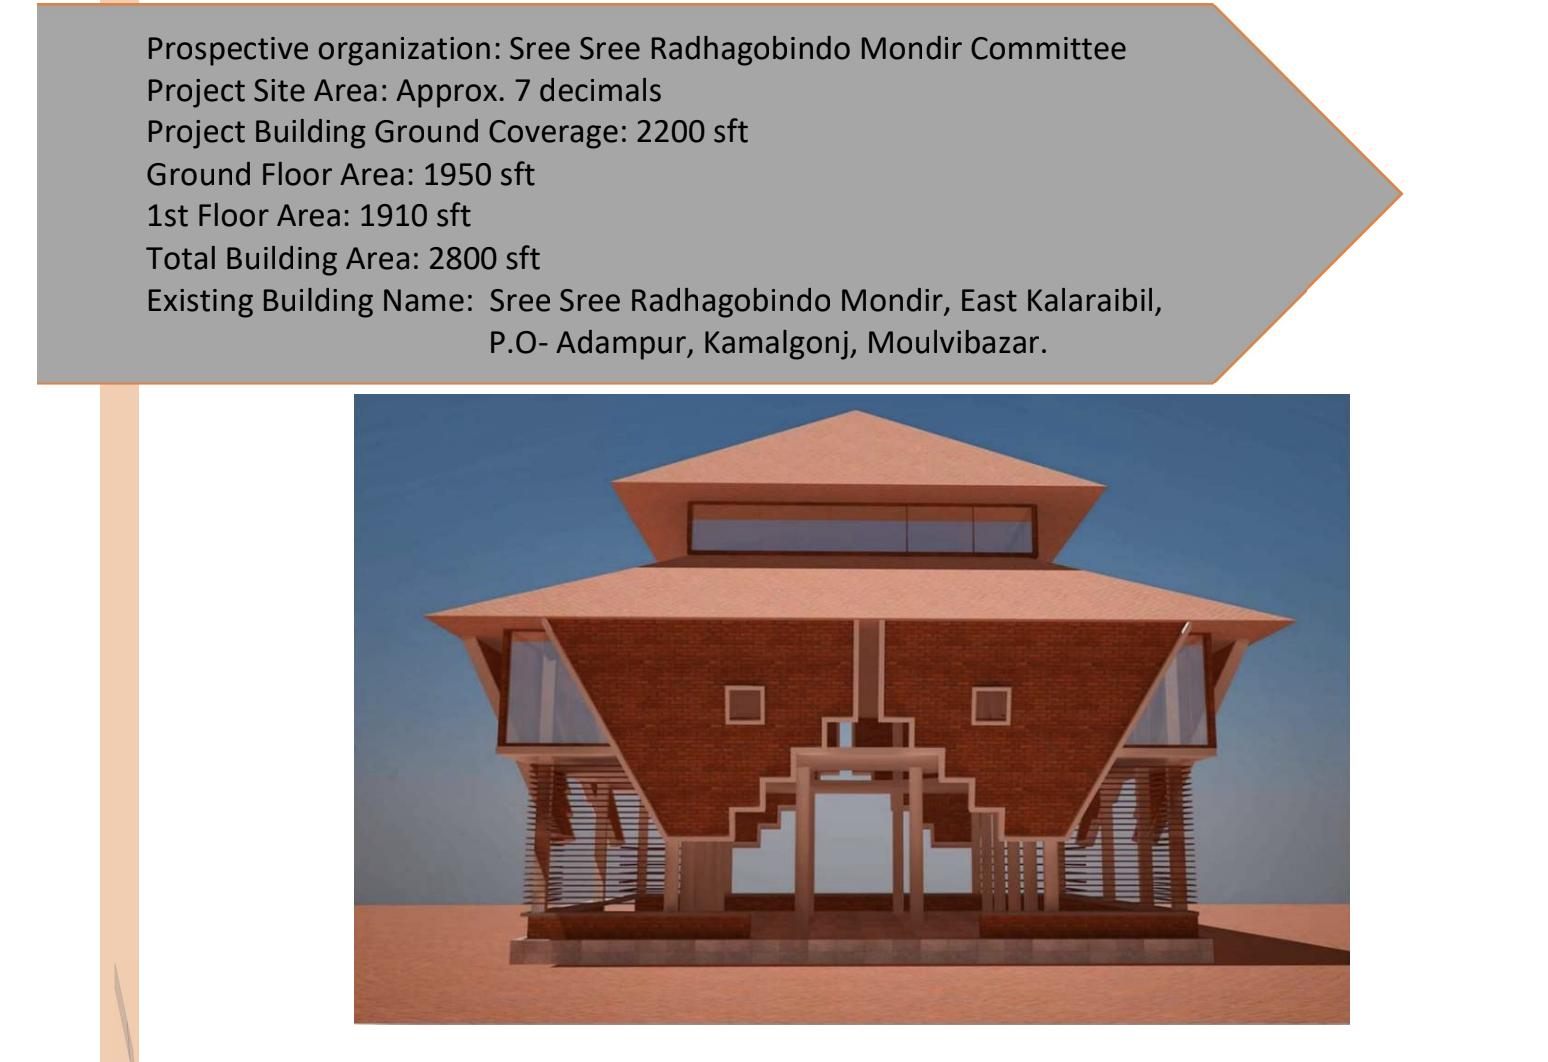 Prospective organization: Sree Sree Radhagobindo Mondir Committee
Project Site Area: Approx. 7 decimals
Project Building Ground Coverage: 2200 sft
Ground Floor Area: 1950 sft
1st Floor Area: 1910 sft
Total Building Area: 2800 sft
Existing Building Name: Sree Sree Radhagobindo Mondir, East Kalaraibil,
P.O- Adampur, Kamalgonj, Moulvibazar.